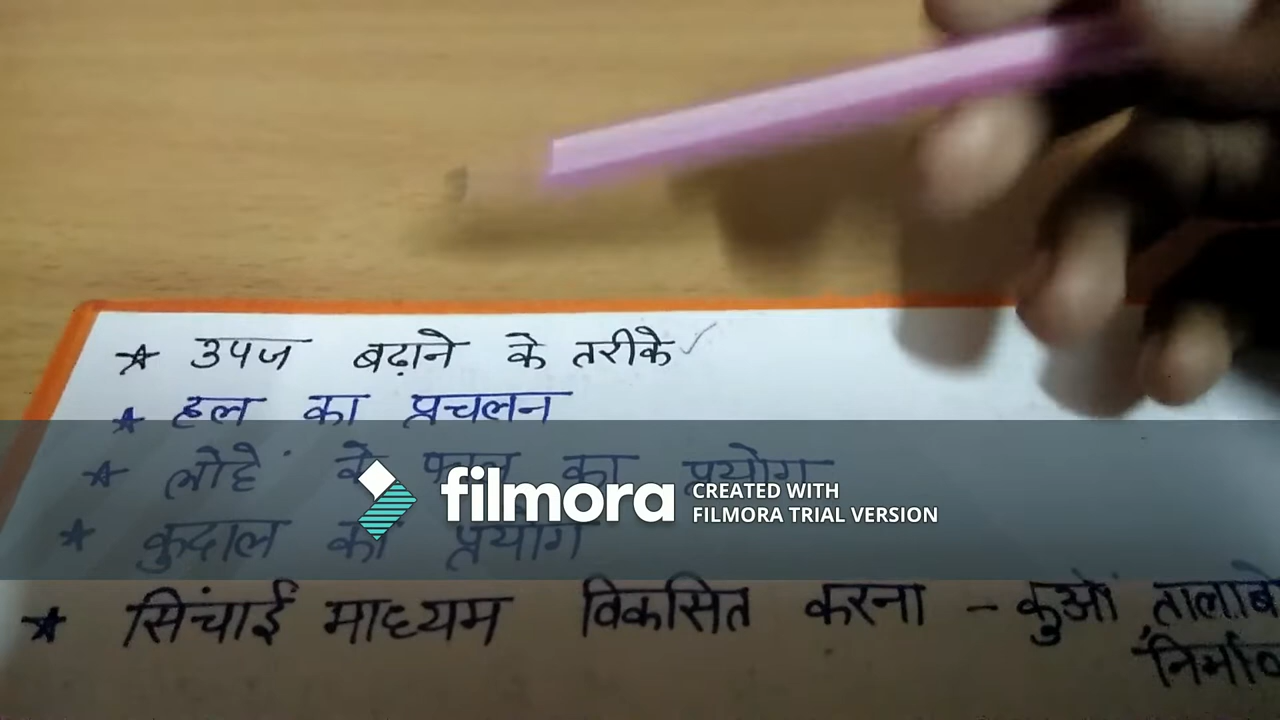 ★ उपज बढ़ाने के तरीके ✓
★ हल का प्रचलन
★ लोहे के फाल का प्रयोग
filmora CREATED WITH
FILMORA TRIAL VERSION
★ कुदाल का प्रयोग
★ सिंचाई माध्यम विकसित करना - कुओं,